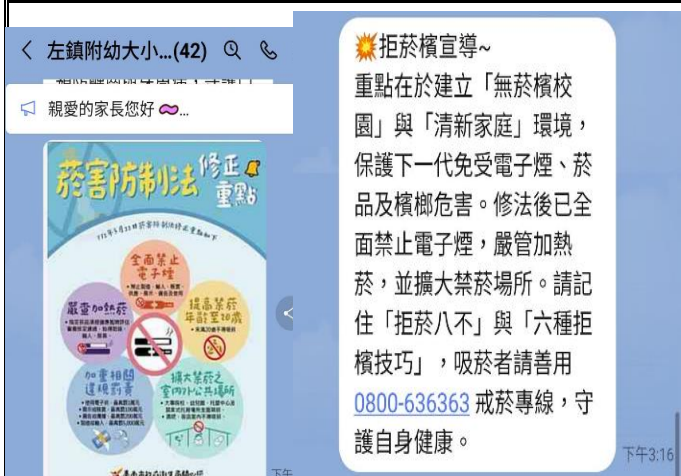 左鎮附幼大小...(42)
親愛的家長您好 ...
菸害防制法 修正
重點
全面禁止
電子煙
嚴查加熱菸
提高禁菸
年齡至20歲
加重相關
違規罰責
擴大禁菸之
室內外公共場所
下午
拒菸檳宣導~
重點在於建立「無菸檳校
園」與「清新家庭」環境，
保護下一代免受電子煙、菸
品及檳榔危害。修法後已全
面禁止電子煙，嚴管加熱
菸，並擴大禁菸場所。請記
住「拒菸八不」與「六種拒
檳技巧」，吸菸者請善用
0800-636363 戒菸專線，守
護自身健康。
下午3:16